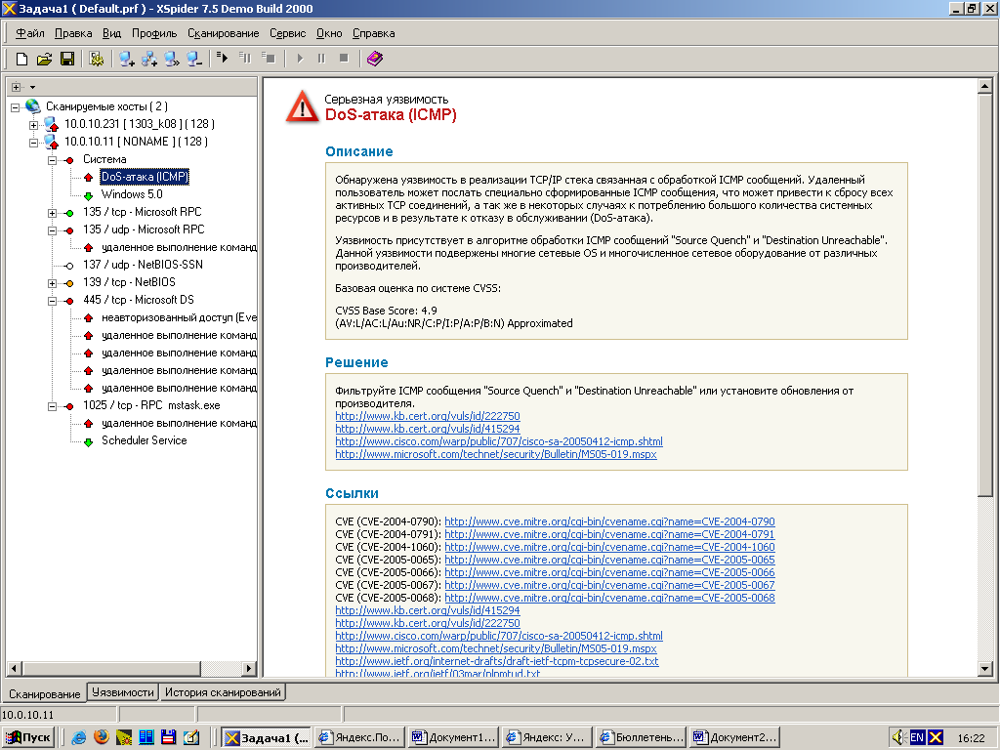 Задача1 ( Default.prf ) - XSpider 7.5 Demo Build 2000
Файл Правка Вид Профиль Сканирование Сервис Окно Справка
Сканируемые хосты ( 2 )
10.0.10.231 [ 1303_k08 ] ( 128 )
10.0.10.11 [ NONAME ] ( 128 )
Система
DoS-атака (ICMP)
Windows 5.0
135 / tcp - Microsoft RPC
135 / udp - Microsoft RPC
удаленное выполнение команд
137 / udp - NetBIOS-SSN
139 / tcp - NetBIOS
445 / tcp - Microsoft DS
неавторизованный доступ (Eve
удаленное выполнение команд
удаленное выполнение команд
удаленное выполнение команд
удаленное выполнение команд
1025 / tcp - RPC mstask.exe
удаленное выполнение команд
Scheduler Service
Серьезная уязвимость
DoS-атака (ICMP)
Описание
Обнаружена уязвимость в реализации TCP/IP стека связанная с обработкой ICMP сообщений. Удаленный
пользователь может послать специально сформированные ICMP сообщения, что может привести к сбросу всех
активных TCP соединений, а так же в некоторых случаях к потреблению большого количества системных
ресурсов и в результате к отказу в обслуживании (DoS-атака).
Уязвимость присутствует в алгоритме обработки ICMP сообщений "Source Quench" и "Destination Unreachable".
Данной уязвимости подвержены многие сетевые OS и многочисленное сетевое оборудование от различных
производителей.
Базовая оценка по системе CVSS:
CVSS Base Score: 4.9
(AV:L/AC:L/Au:NR/C:P/I:P/A:P/B:N) Approximated
Решение
Фильтруйте ICMP сообщения "Source Quench" и "Destination Unreachable" или установите обновления от
производителя.
http://www.kb.cert.org/vuls/id/222750
http://www.kb.cert.org/vuls/id/415294
http://www.cisco.com/warp/public/707/cisco-sa-20050412-icmp.shtml
http://www.microsoft.com/technet/security/Bulletin/MS05-019.mspx
Ссылки
CVE (CVE-2004-0790): http://www.cve.mitre.org/cgi-bin/cvename.cgi?name=CVE-2004-0790
CVE (CVE-2004-0791): http://www.cve.mitre.org/cgi-bin/cvename.cgi?name=CVE-2004-0791
CVE (CVE-2004-1060): http://www.cve.mitre.org/cgi-bin/cvename.cgi?name=CVE-2004-1060
CVE (CVE-2005-0065): http://www.cve.mitre.org/cgi-bin/cvename.cgi?name=CVE-2005-0065
CVE (CVE-2005-0066): http://www.cve.mitre.org/cgi-bin/cvename.cgi?name=CVE-2005-0066
CVE (CVE-2005-0067): http://www.cve.mitre.org/cgi-bin/cvename.cgi?name=CVE-2005-0067
CVE (CVE-2005-0068): http://www.cve.mitre.org/cgi-bin/cvename.cgi?name=CVE-2005-0068
http://www.kb.cert.org/vuls/id/415294
http://www.kb.cert.org/vuls/id/222750
http://www.cisco.com/warp/public/707/cisco-sa-20050412-icmp.shtml
http://www.microsoft.com/technet/security/Bulletin/MS05-019.mspx
http://www.ietf.org/internet-drafts/draft-ietf-tcpm-tcpsecure-02.txt
http://www.ietf.org/ietf/03mar/plpmtud.txt
Сканирование Уязвимости История сканирований
10.0.10.11
Пуск Задача1 (... Яндекс.По... Документ1... Яндекс: У... Бюллетень... Документ2... EN 16:22